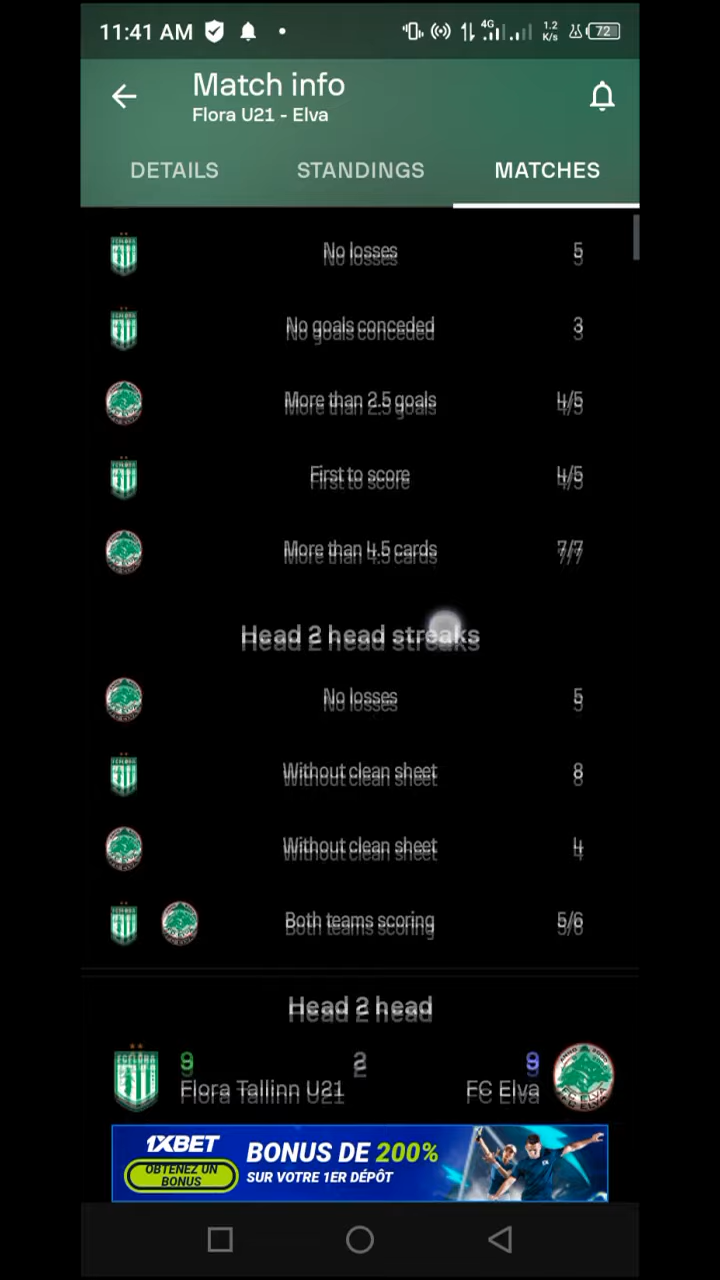 11:41 AM
4G
1.2
K/s
72
Match info
Flora U21 - Elva
DETAILS STANDINGS MATCHES
No losses 5
No goals conceded 3
More than 2.5 goals 4/5
First to score 4/5
More than 4.5 cards 7/7
Head 2 head streaks
No losses 5
Without clean sheet 8
Without clean sheet 4
Both teams scoring 5/6
Head 2 head
9 2 9
Flora Tallinn U21 FC Elva
1XBET
OBTENEZ UN
BONUS
BONUS DE 200%
SUR VOTRE 1ER DÉPÔT